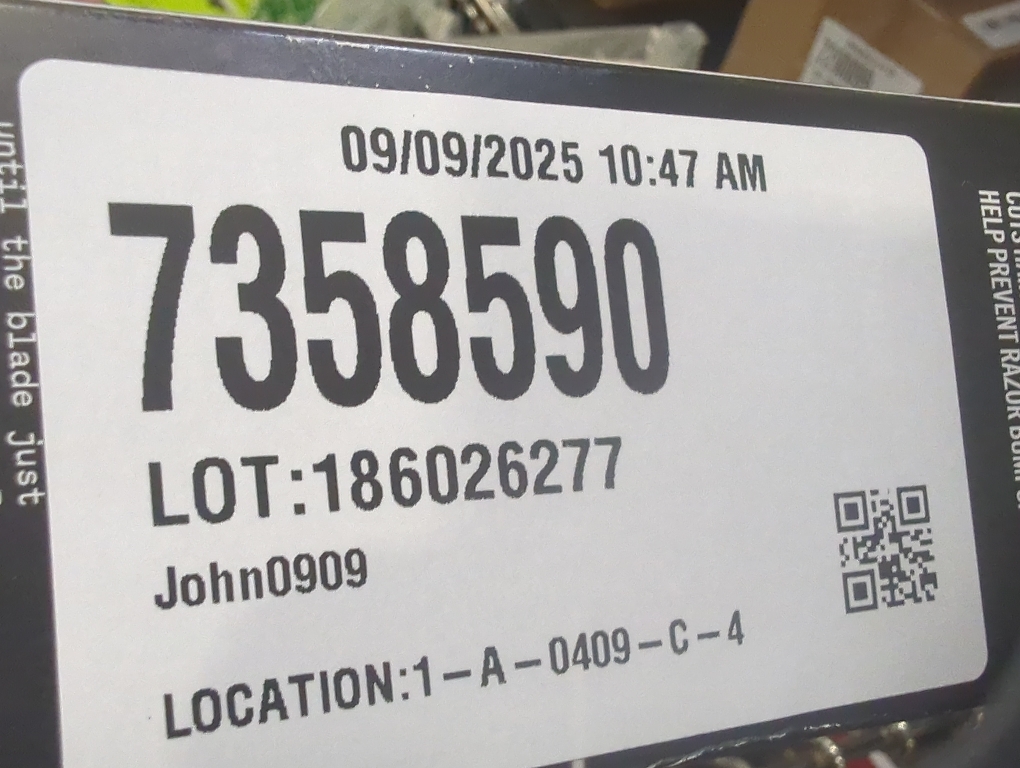 09/09/2025 10:47 AM
7358590
LOT:186026277
John0909
LOCATION:1-A-0409-C-4
until the blade just
HELP PREVENT RAZOR